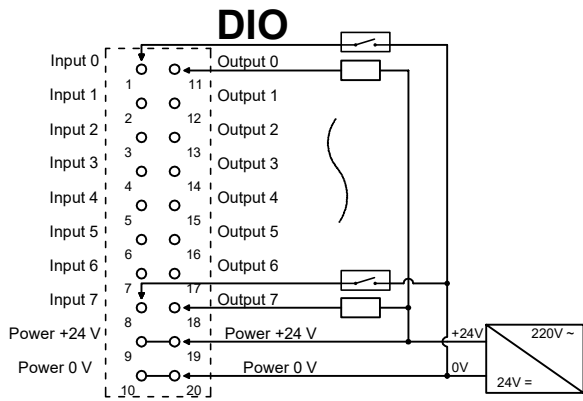 DIO
Input 0 Output 0
1 11
Input 1 Output 1
2 12
Input 2 Output 2
3 13
Input 3 Output 3
4 14
Input 4 Output 4
5 15
Input 5 Output 5
6 16
Input 6 Output 6
7 17
Input 7 Output 7
8 18
Power +24 V Power +24 V +24V 220V ~
9 19
Power 0 V Power 0 V 0V
10 20 24V =